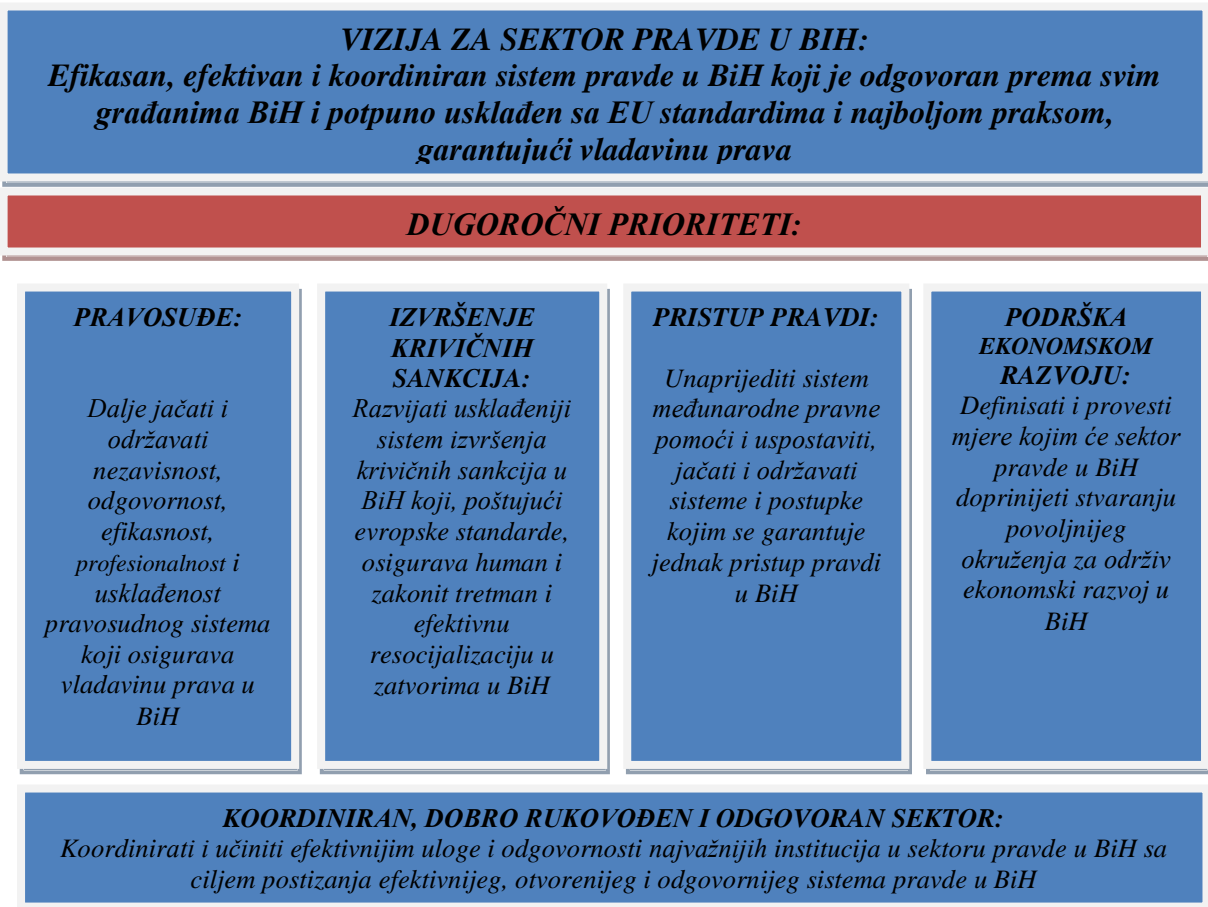 VIZIJA ZA SEKTOR PRAVDE U BIH:
Efikasan, efektivan i koordiniran sistem pravde u BiH koji je odgovoran prema svim
građanima BiH i potpuno usklađen sa EU standardima i najboljom praksom,
garantujući vladavinu prava
DUGOROČNI PRIORITETI:
PRAVOSUĐE:
Dalje jačati i
održavati
nezavisnost,
odgovornost,
efikasnost,
profesionalnost i
usklađenost
pravosudnog sistema
koji osigurava
vladavinu prava u
BiH
IZVRŠENJE
KRIVIČNIH
SANKCIJA:
Razvijati usklađeniji
sistem izvršenja
krivičnih sankcija u
BiH koji, poštujući
evropske standarde,
osigurava human i
zakonit tretman i
efektivnu
resocijalizaciju u
zatvorima u BiH
PRISTUP PRAVDI:
Unaprijediti sistem
međunarodne pravne
pomoći i uspostaviti,
jačati i održavati
sisteme i postupke
kojim se garantuje
jednak pristup pravdi
u BiH
PODRŠKA
EKONOMSKOM
RAZVOJU:
Definisati i provesti
mjere kojim će sektor
pravde u BiH
doprinijeti stvaranju
povoljnijeg
okruženja za održiv
ekonomski razvoj u
BiH
KOORDINIRAN, DOBRO RUKOVOĐEN I ODGOVORAN SEKTOR:
Koordinirati i učiniti efektivnijim uloge i odgovornosti najvažnijih institucija u sektoru pravde u BiH sa
ciljem postizanja efektivnijeg, otvorenijeg i odgovornijeg sistema pravde u BiH